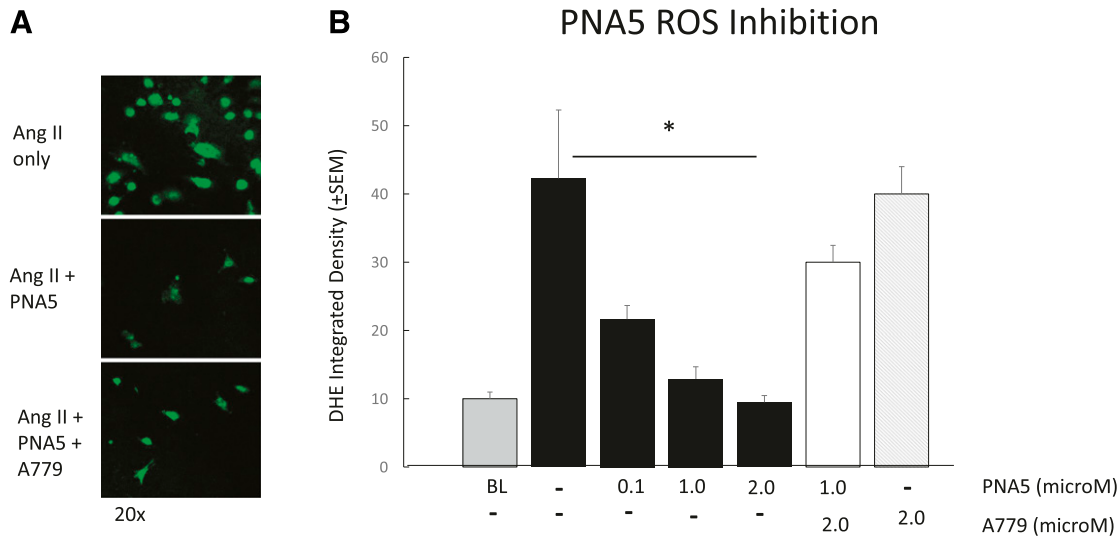 A
B
PNA5 ROS Inhibition
Ang II
only
Ang II +
PNA5
Ang II +
PNA5 +
A779
20x
DHE Integrated Density (±SEM)
60
50
40
30
20
10
0
*
BL - 0.1 1.0 2.0 1.0 - PNA5 (microM)
- - - - - 2.0 2.0 A779 (microM)